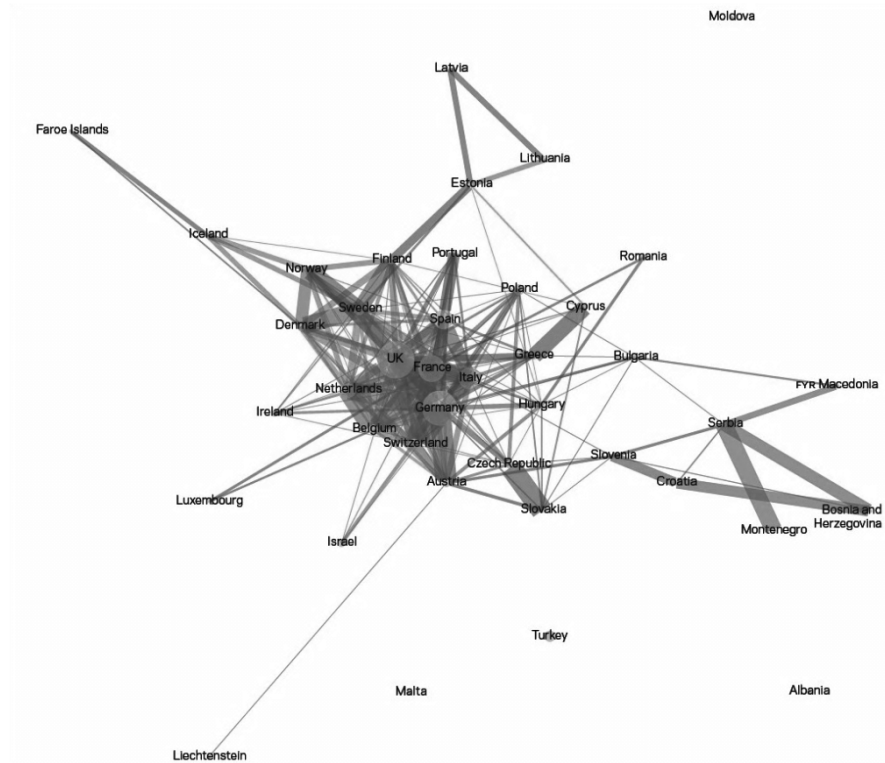 Moldova
Latvia
Faroe Islands
Lithuania
Estonia
Iceland
Portugal
Finland
Romania
Norway
Poland
Sweden
Cyprus
Spain
Denmark
Greece
Bulgaria
UK
France
Italy
FYR Macedonia
Netherlands
Hungary
Germany
Ireland
Serbia
Belgium
Switzerland
Slovenia
Czech Republic
Austria
Croatia
Luxembourg
Slovakia
Bosnia and
Herzegovina
Montenegro
Israel
Turkey
Malta
Albania
Liechtenstein